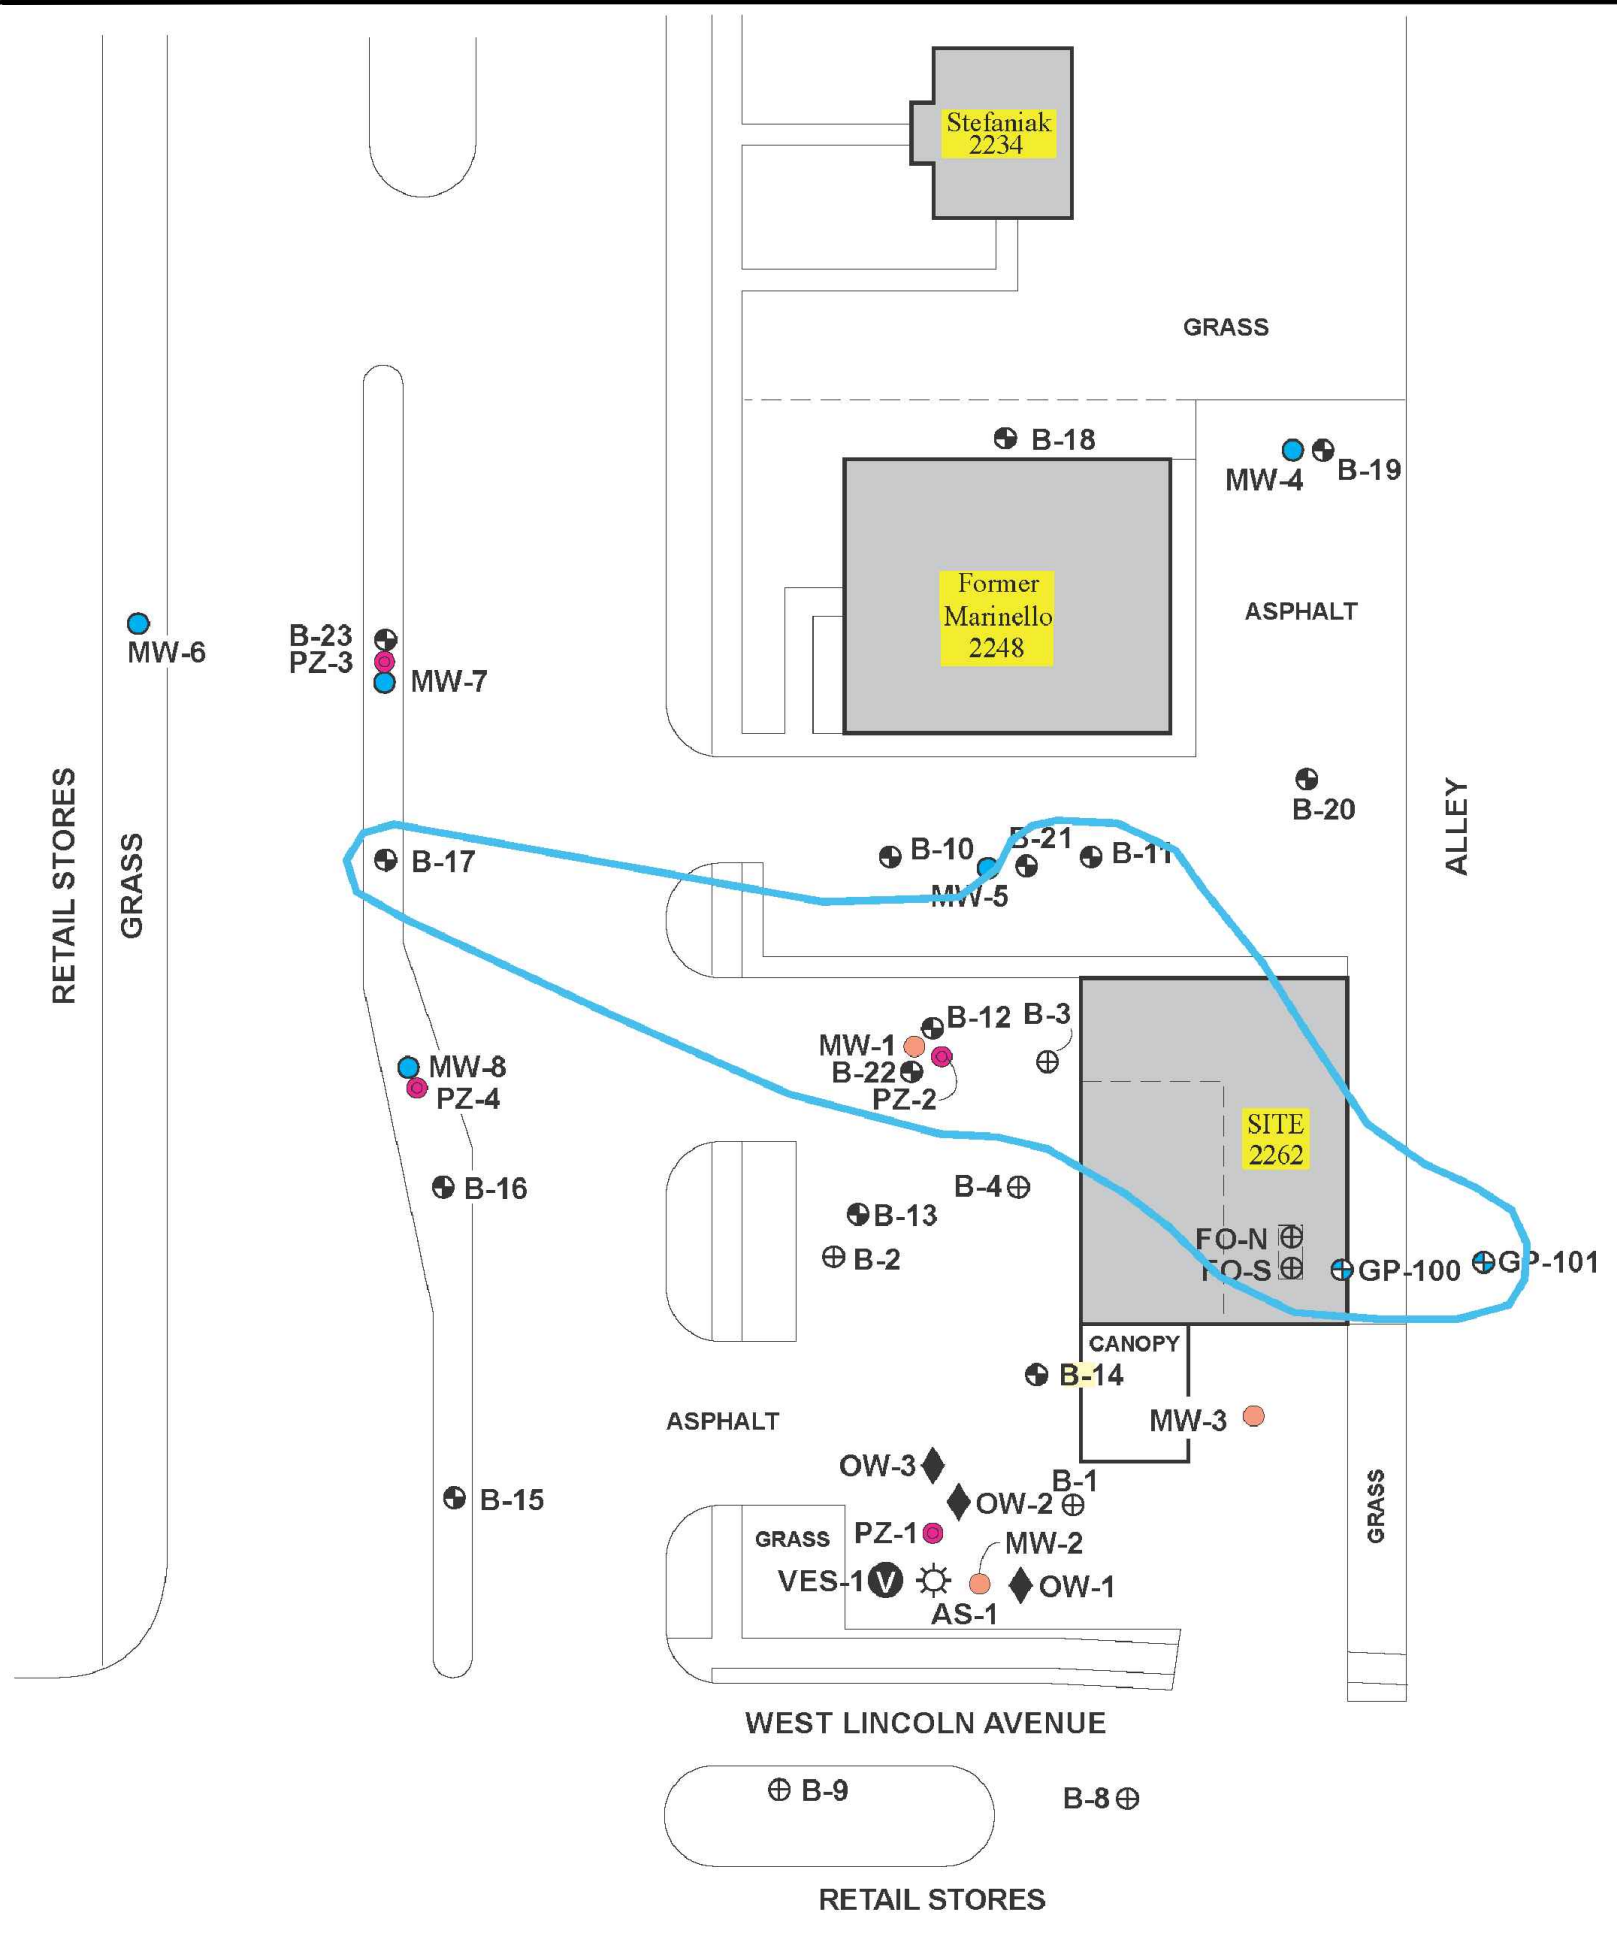 Stefaniak
2234
GRASS
B-18
MW-4
B-19
Former
Marinello
2248
ASPHALT
MW-6
B-23
PZ-3
MW-7
B-20
RETAIL STORES
GRASS
ALLEY
B-17
B-10
B-21
B-11
MW-5
B-12
B-3
MW-1
B-22
PZ-2
MW-8
PZ-4
SITE
2262
B-16
B-4
B-13
B-2
FO-N
FO-S
GP-100
GP-101
CANOPY
B-14
MW-3
ASPHALT
OW-3
B-1
OW-2
B-15
GRASS
GRASS
PZ-1
MW-2
VES-1
V
OW-1
AS-1
WEST LINCOLN AVENUE
B-9
B-8
RETAIL STORES